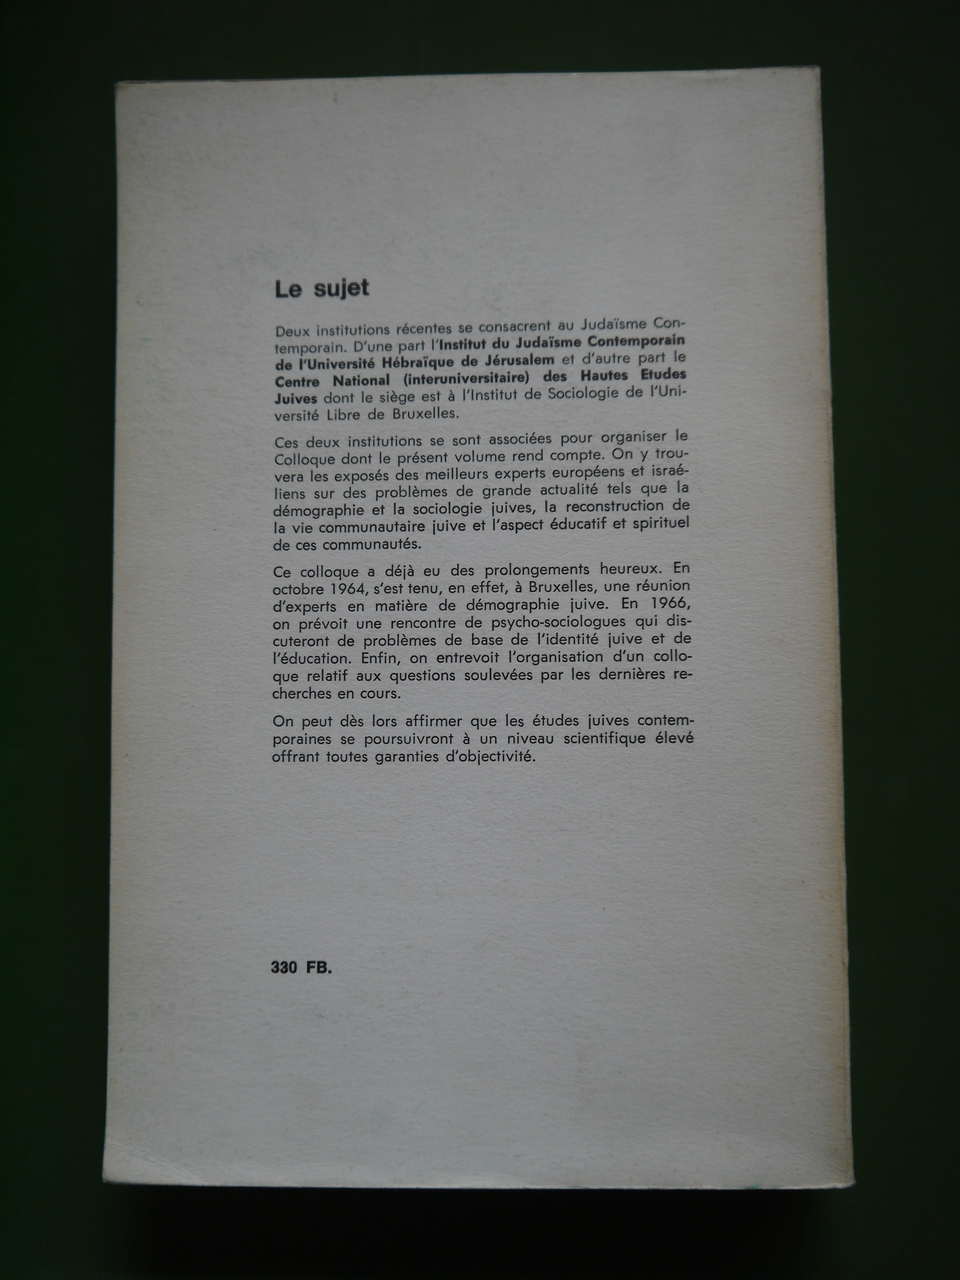 Le sujet
Deux institutions récentes se consacrent au Judaïsme Con-
temporain. D'une part l'Institut du Judaïsme Contemporain
de l'Université Hébraïque de Jérusalem et d'autre part le
Centre National (interuniversitaire) des Hautes Etudes
Juives dont le siège est à l'Institut de Sociologie de l'Uni-
versité Libre de Bruxelles.
Ces deux institutions se sont associées pour organiser le
Colloque dont le présent volume rend compte. On y trou-
vera les exposés des meilleurs experts européens et israé-
liens sur des problèmes de grande actualité tels que la
démographie et la sociologie juives, la reconstruction de
la vie communautaire juive et l'aspect éducatif et spirituel
de ces communautés.
Ce colloque a déjà eu des prolongements heureux. En
octobre 1964, s'est tenu, en effet, à Bruxelles, une réunion
d'experts en matière de démographie juive. En 1966,
on prévoit une rencontre de psycho-sociologues qui dis-
cuteront de problèmes de base de l'identité juive et de
l'éducation. Enfin, on entrevoit l'organisation d'un collo-
que relatif aux questions soulevées par les dernières re-
cherches en cours.
On peut dès lors affirmer que les études juives contem-
poraines se poursuivront à un niveau scientifique élevé
offrant toutes garanties d'objectivité.
330 FB.